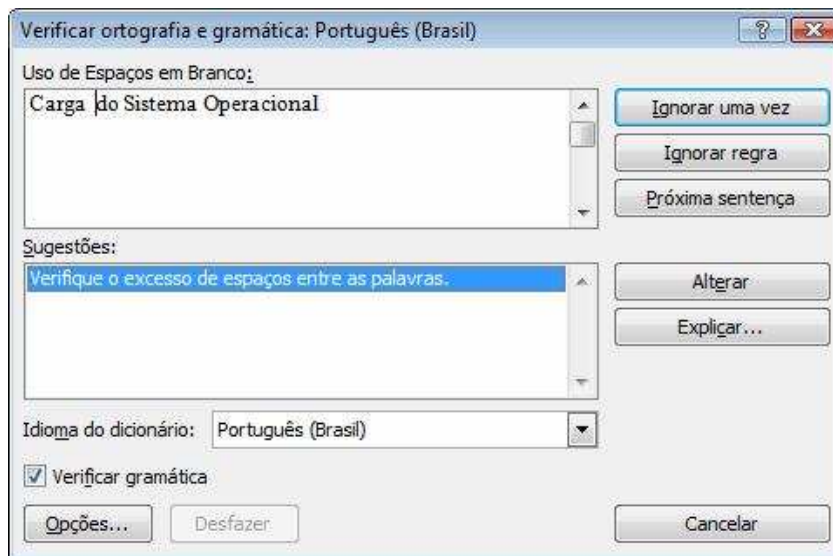 Verificar ortografia e gramática: Português (Brasil)
Uso de Espaços em Branco:
Carga do Sistema Operacional
Ignorar uma vez
Ignorar regra
Próxima sentença
Sugestões:
Verifique o excesso de espaços entre as palavras.
Alterar
Explicar...
Idioma do dicionário: Português (Brasil)
Verificar gramática
Opções... Desfazer Cancelar